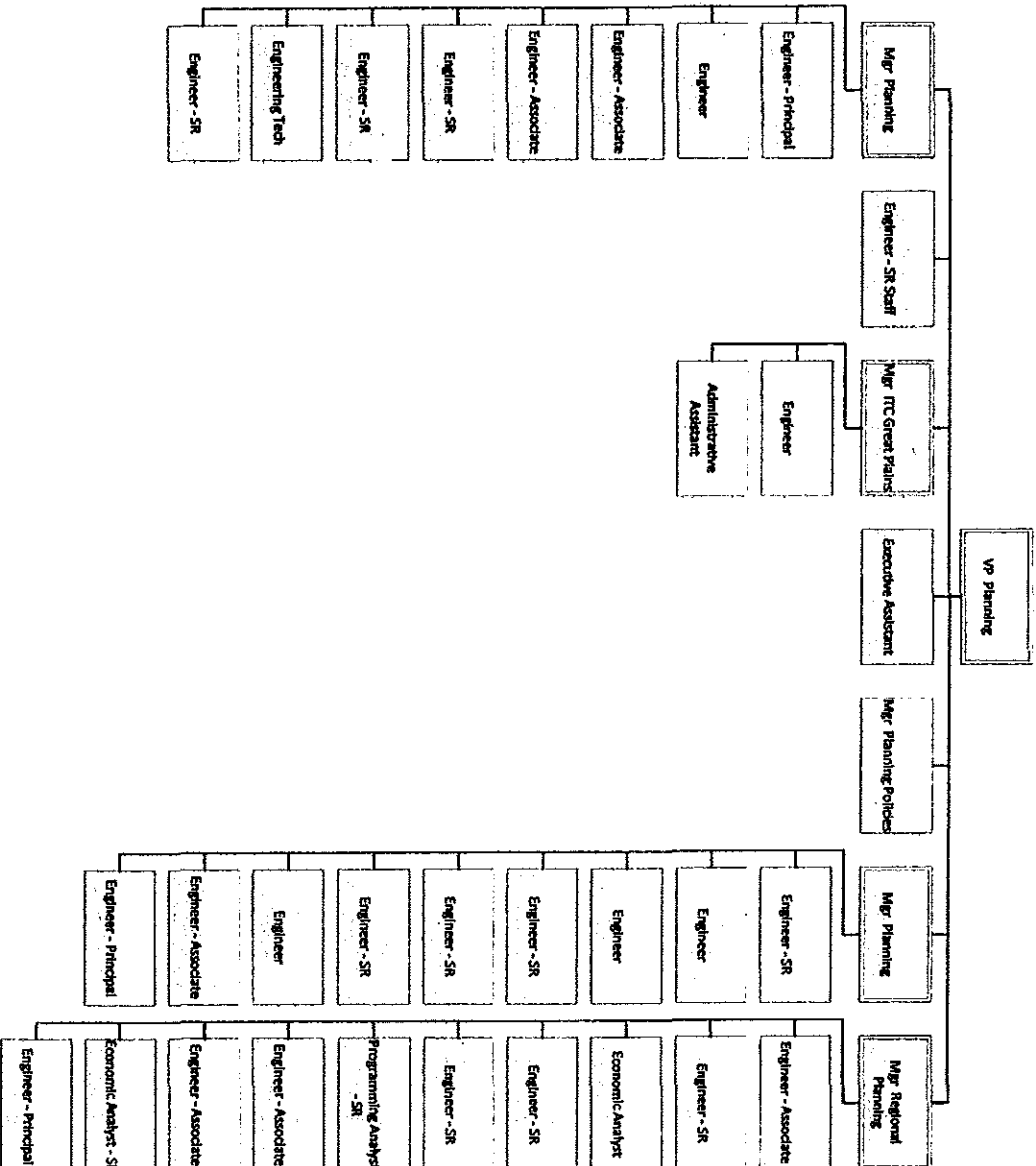 VP Planning
Mgr Planning
Engineer - Principal
Engineer
Engineer - Associate
Engineer - Associate
Engineer - SR
Engineer - SR
Engineering Tech
Engineer - SR
Engineer - SR Staff
Mgr ITC Great Plains
Engineer
Administrative
Assistant
Executive Assistant
Mgr Planning Policies
Mgr Planning
Engineer - SR
Engineer
Engineer
Engineer - SR
Engineer - SR
Engineer - SR
Engineer
Engineer - Associate
Engineer - Principal
Mgr Regional
Planning
Engineer - Associate
Engineer - SR
Economic Analyst
Engineer - SR
Engineer - SR
Programming Analys
- SR
Engineer - Associate
Engineer - Associate
Economic Analyst - S
Engineer - Principal